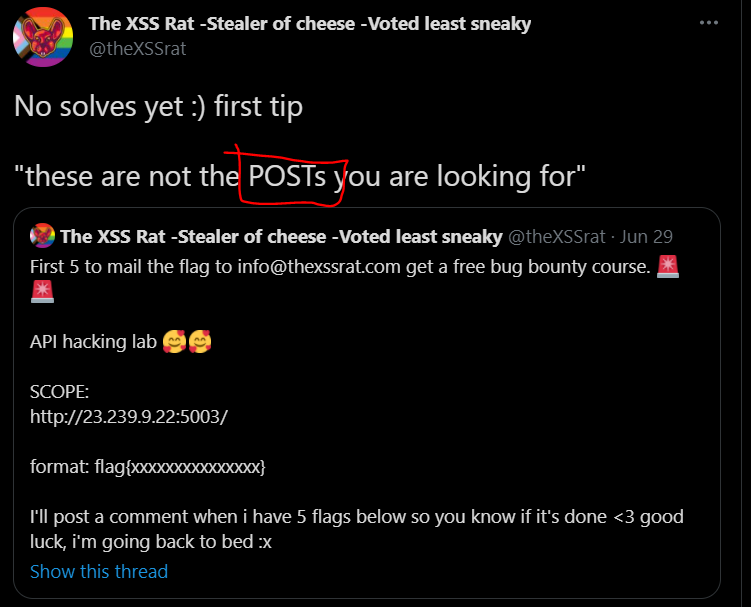 The XSS Rat -Stealer of cheese -Voted least sneaky
@theXSSrat
No solves yet :) first tip
"these are not the POSTs you are looking for"
The XSS Rat -Stealer of cheese -Voted least sneaky @theXSSrat · Jun 29
First 5 to mail the flag to info@thexssrat.com get a free bug bounty course. 🚨
🚨
API hacking lab 🥰🥰
SCOPE:
http://23.239.9.22:5003/
format: flag{xxxxxxxxxxxxxxx}
I'll post a comment when i have 5 flags below so you know if it's done <3 good
luck, i'm going back to bed :x
Show this thread